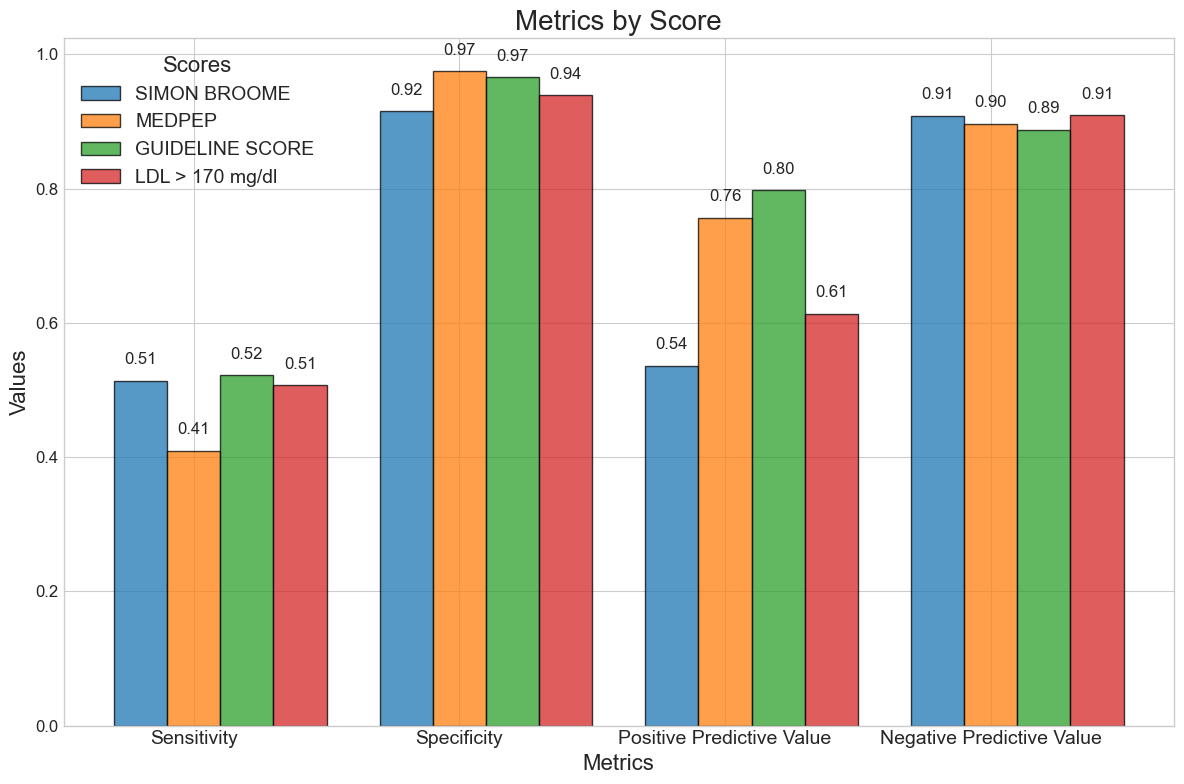 Metrics by Score
Scores
SIMON BROOME
MEDPEP
GUIDELINE SCORE
LDL > 170 mg/dl
Values
1.0
0.8
0.6
0.4
0.2
0.0
0.51
0.41
0.52
0.51
0.92
0.97
0.97
0.94
0.54
0.76
0.80
0.61
0.91
0.90
0.89
0.91
Sensitivity
Specificity
Positive Predictive Value
Negative Predictive Value
Metrics